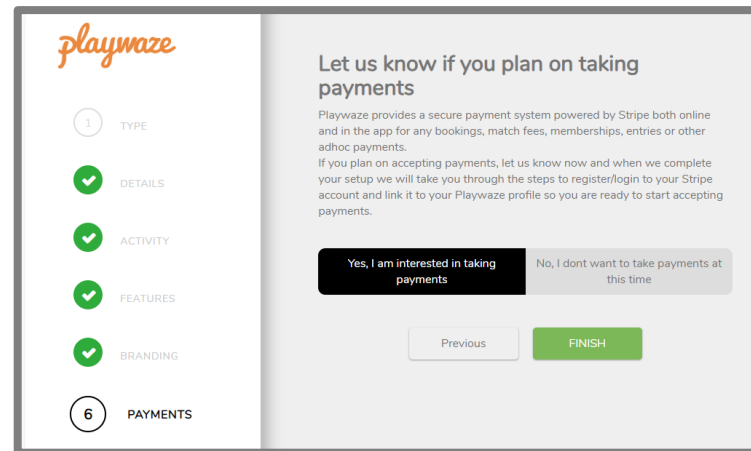 playwaze
1 TYPE
DETAILS
ACTIVITY
FEATURES
BRANDING
6 PAYMENTS
Let us know if you plan on taking
payments
Playwaze provides a secure payment system powered by Stripe both online
and in the app for any bookings, match fees, memberships, entries or other
adhoc payments.
If you plan on accepting payments, let us know now and when we complete
your setup we will take you through the steps to register/login to your Stripe
account and link it to your Playwaze profile so you are ready to start accepting
payments.
Yes, I am interested in taking
payments
No, I dont want to take payments at
this time
Previous
FINISH